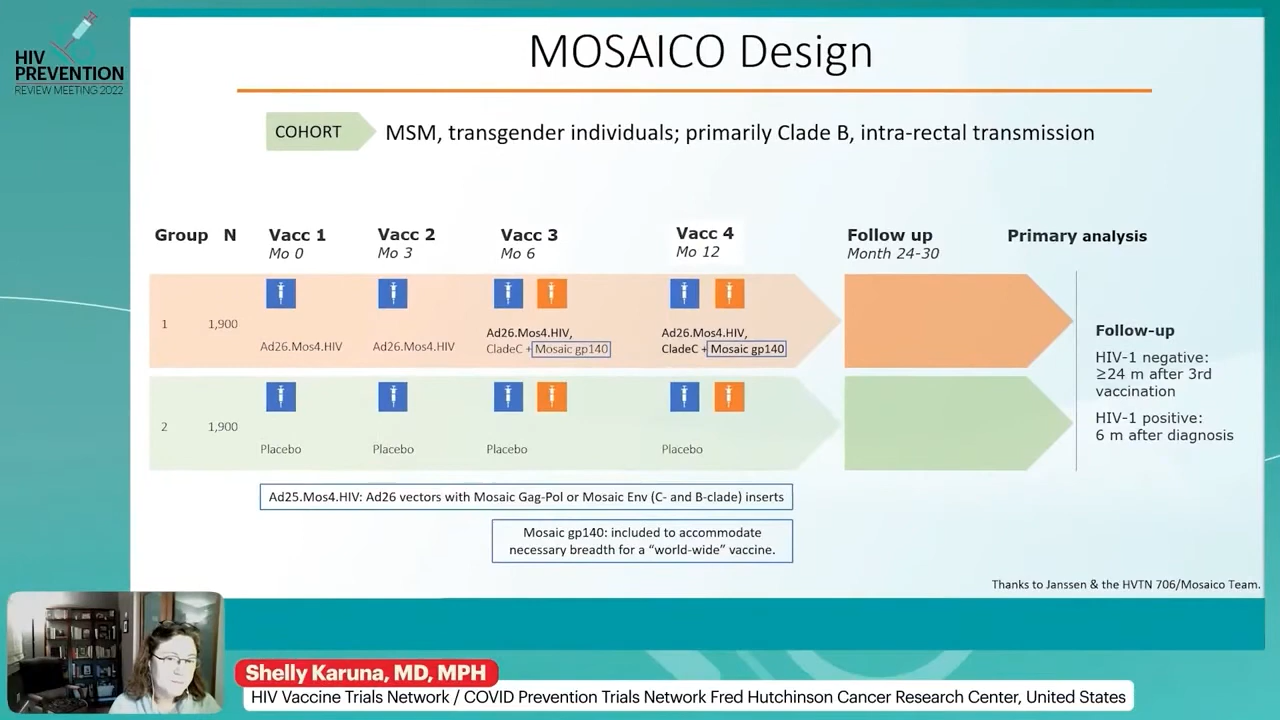 HIV
PREVENTION
REVIEW MEETING 2022
MOSAICO Design
COHORT
MSM, transgender individuals; primarily Clade B, intra-rectal transmission
Group N Vacc 1 Vacc 2 Vacc 3 Vacc 4 Follow up Primary analysis
Mo 0 Mo 3 Mo 6 Mo 12 Month 24-30
1 1,900
Ad26.Mos4.HIV Ad26.Mos4.HIV
Ad26.Mos4.HIV,
CladeC + Mosaic gp140
Ad26.Mos4.HIV,
CladeC + Mosaic gp140
2 1,900
Placebo Placebo Placebo Placebo
Follow-up
HIV-1 negative:
≥24 m after 3rd
vaccination
HIV-1 positive:
6 m after diagnosis
Ad25.Mos4.HIV: Ad26 vectors with Mosaic Gag-Pol or Mosaic Env (C- and B-clade) inserts
Mosaic gp140: included to accommodate
necessary breadth for a “world-wide” vaccine.
Thanks to Janssen & the HVTN 706/Mosaico Team.
Shelly Karuna, MD, MPH
HIV Vaccine Trials Network / COVID Prevention Trials Network Fred Hutchinson Cancer Research Center, United States